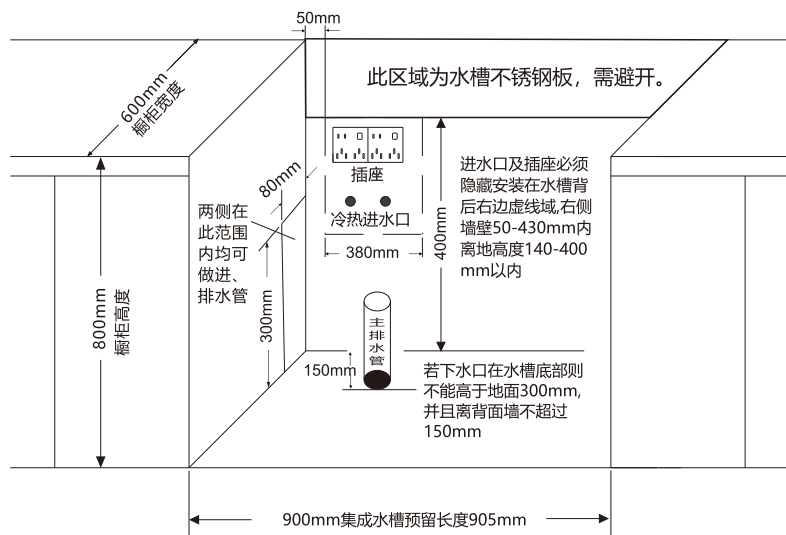 50mm
此区域为水槽不锈钢板，需避开。
600mm
橱柜宽度
插座
80mm
冷热进水口
380mm
400mm
进水口及插座必须
隐藏安装在水槽背
后右边虚线域,右侧
墙壁50-430mm内
离地高度140-400
mm以内
两侧在
此范围
内均可
做进、
排水管
800mm
橱柜高度
300mm
主排水管
150mm
若下水口在水槽底部则
不能高于地面300mm,
并且离背面墙不超过
150mm
900mm集成水槽预留长度905mm